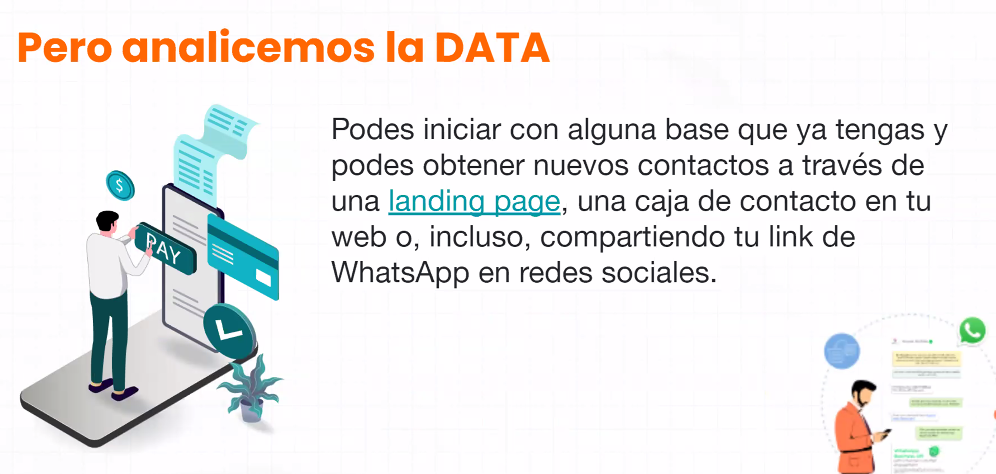 Pero analicemos la DATA
Podes iniciar con alguna base que ya tengas y
podes obtener nuevos contactos a través de
una landing page, una caja de contacto en tu
web o, incluso, compartiendo tu link de
WhatsApp en redes sociales.
$
PAY